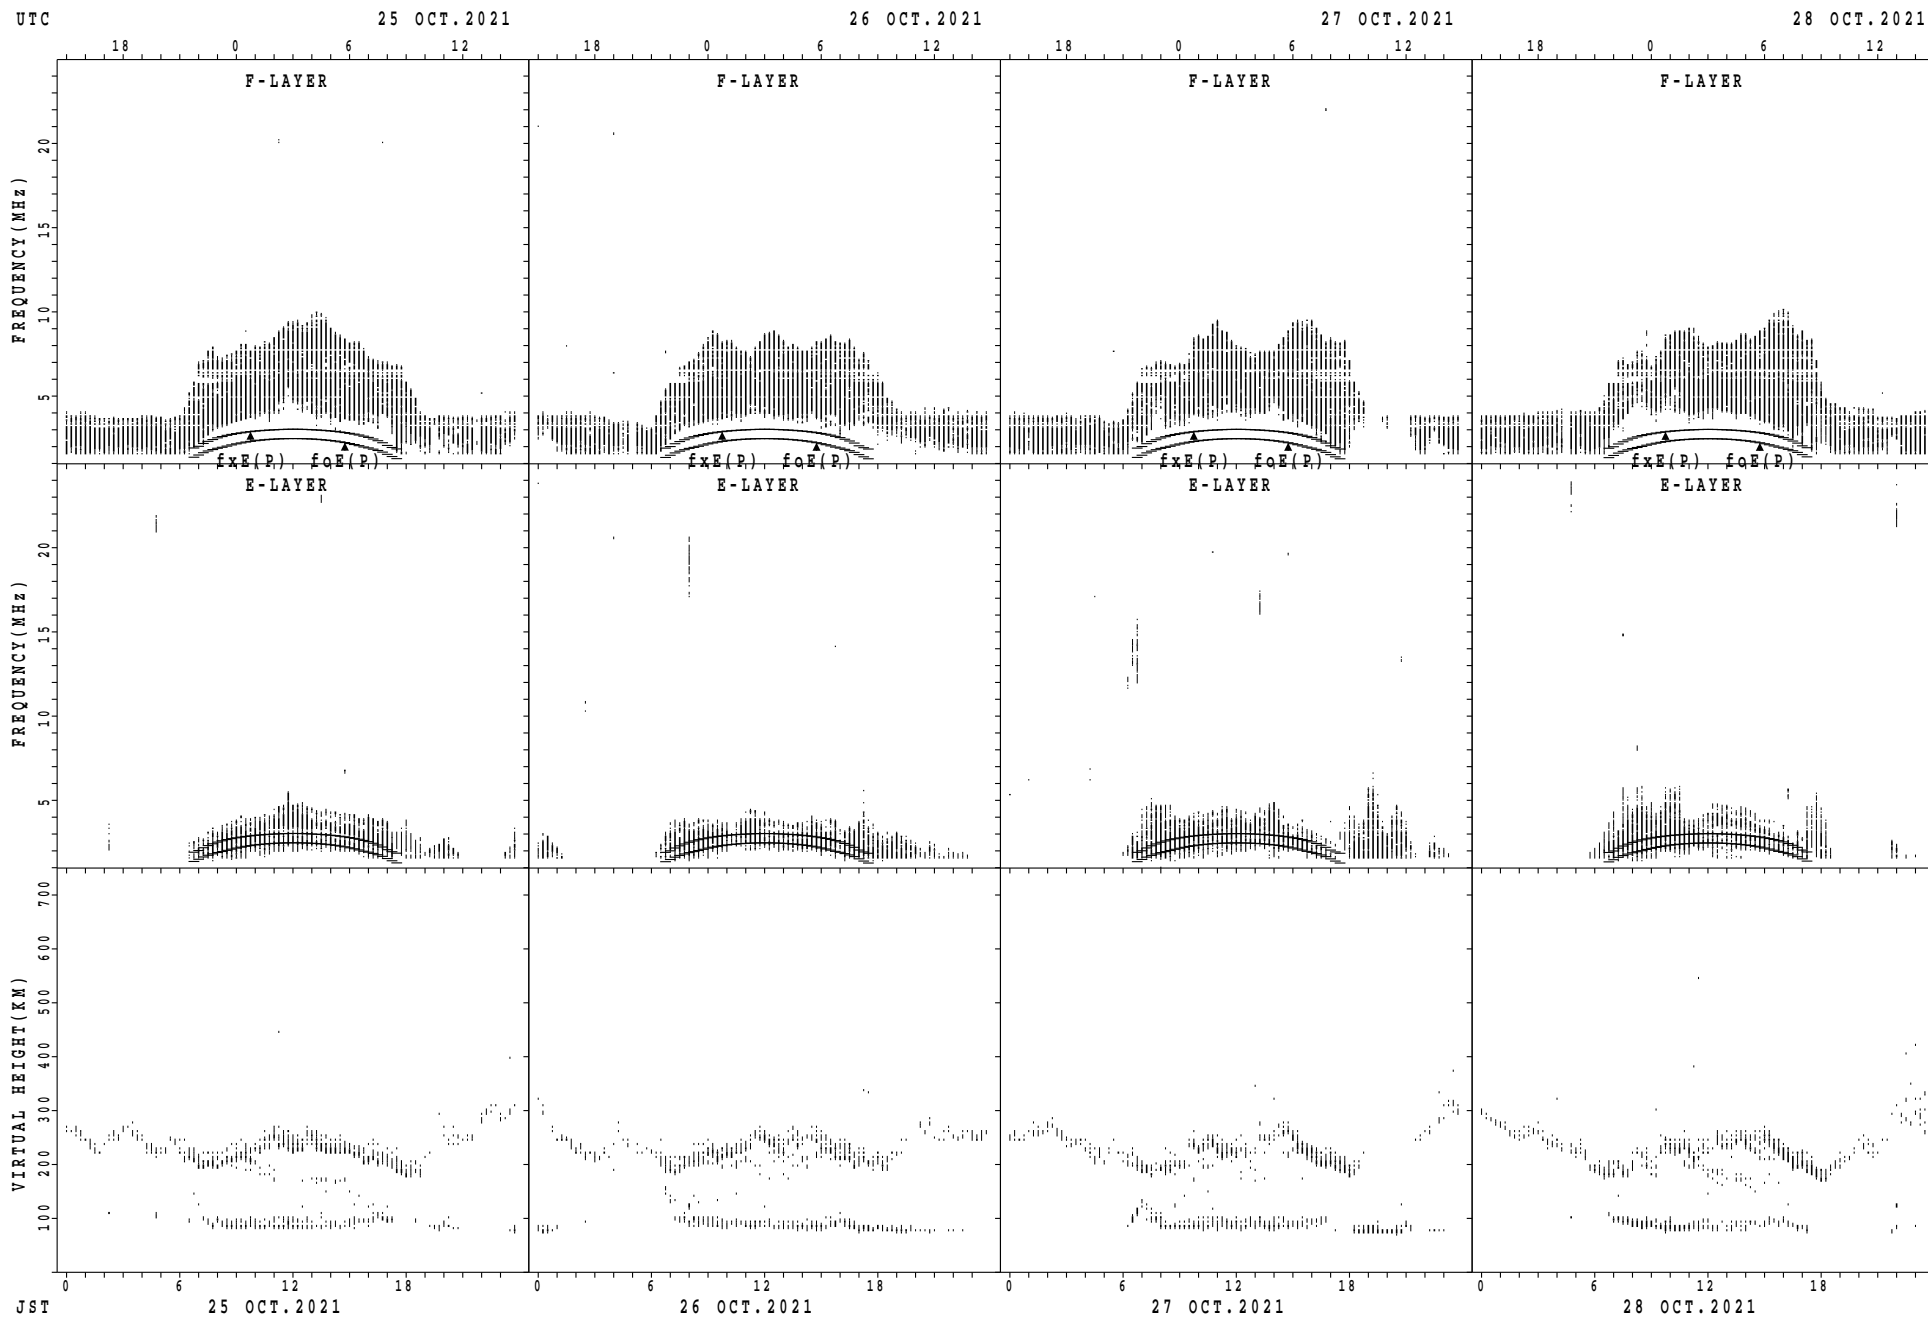 UTC 25 OCT.2021 26 OCT.2021 27 OCT.2021 28 OCT.2021
18 0 6 12 18 0 6 12 18 0 6 12 18 0 6 12
F-LAYER F-LAYER F-LAYER F-LAYER
FREQUENCY(MHz)
20
15
10
5
fxE(P) foE(P) fxE(P) foE(P) fxE(P) foE(P) fxE(P) foE(P)
E-LAYER E-LAYER E-LAYER E-LAYER
FREQUENCY(MHz)
20
15
10
5
VIRTUAL HEIGHT(KM)
700
600
500
400
300
200
100
0 6 12 18 0 6 12 18 0 6 12 18 0 6 12 18
JST 25 OCT.2021 26 OCT.2021 27 OCT.2021 28 OCT.2021